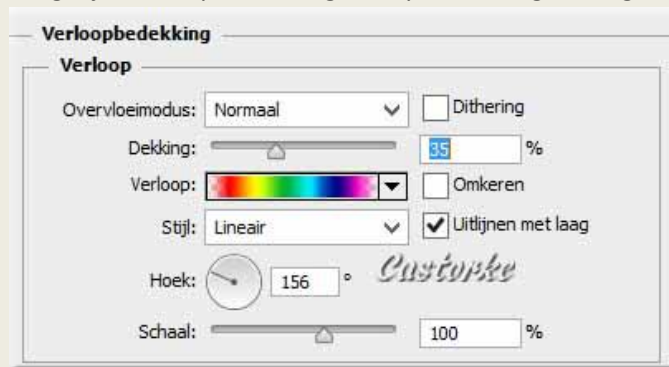 Verloopbedekking
Verloop
Overvloeimodus: Normaal Dithering
Dekking: 35 %
Verloop: Omkeren
Stijl: Lineair Uitlijnen met laag
Hoek: 156 ° Castorke
Schaal: 100 %